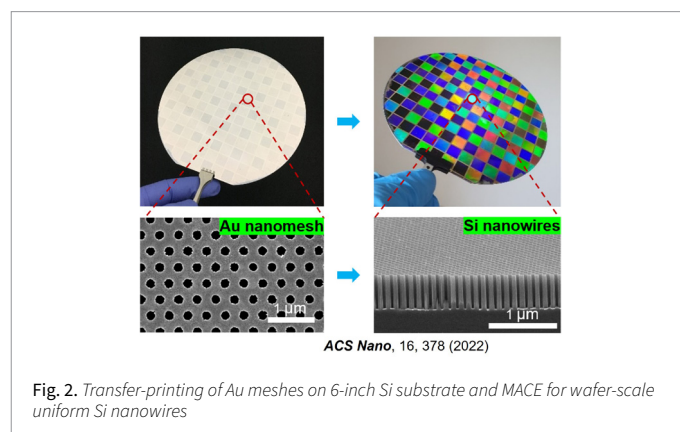 Au nanomesh
Si nanowires
1 µm
1 µm
ACS Nano, 16, 378 (2022)
Fig. 2. Transfer-printing of Au meshes on 6-inch Si substrate and MACE for wafer-scale
uniform Si nanowires